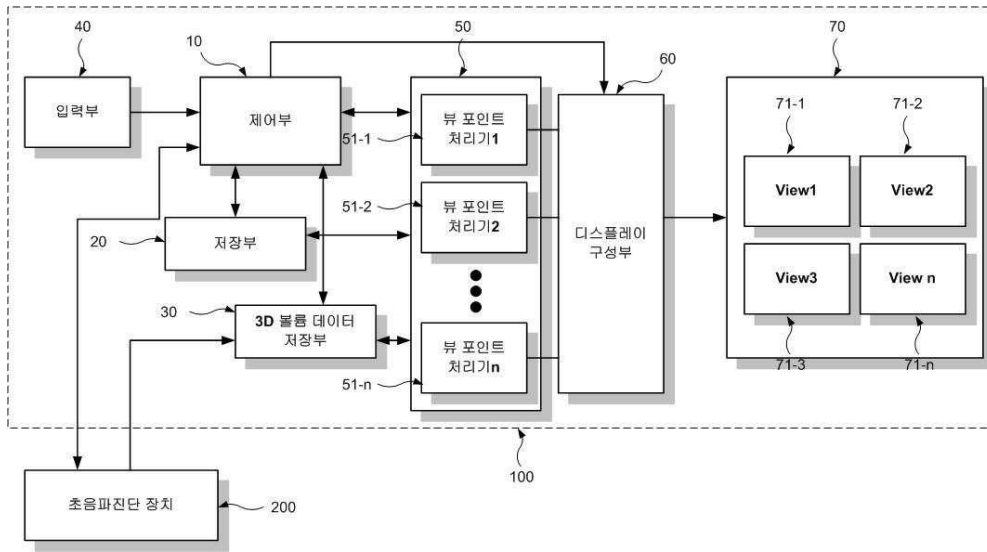 40
10
50
60
70
입력부
제어부
뷰 포인트
처리기1
51-1
뷰 포인트
처리기2
51-2
71-1
71-2
View1
View2
20
저장부
디스플레이
구성부
30
3D 볼륨 데이터
저장부
뷰 포인트
처리기n
51-n
View3
View n
71-3
71-n
100
초음파진단 장치
200